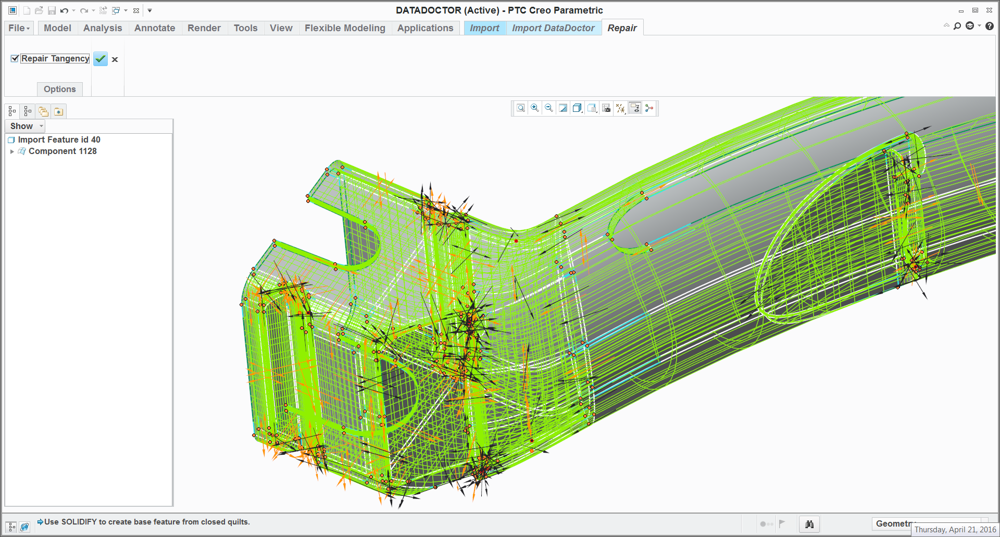 DATADOCTOR (Active) - PTC Creo Parametric
File Model Analysis Annotate Render Tools View Flexible Modeling Applications Import Import DataDoctor Repair
Repair Tangency
Options
Show
Import Feature id 40
Component 1128
Use SOLIDIFY to create base feature from closed quilts.
Geometry
Thursday, April 21, 2016